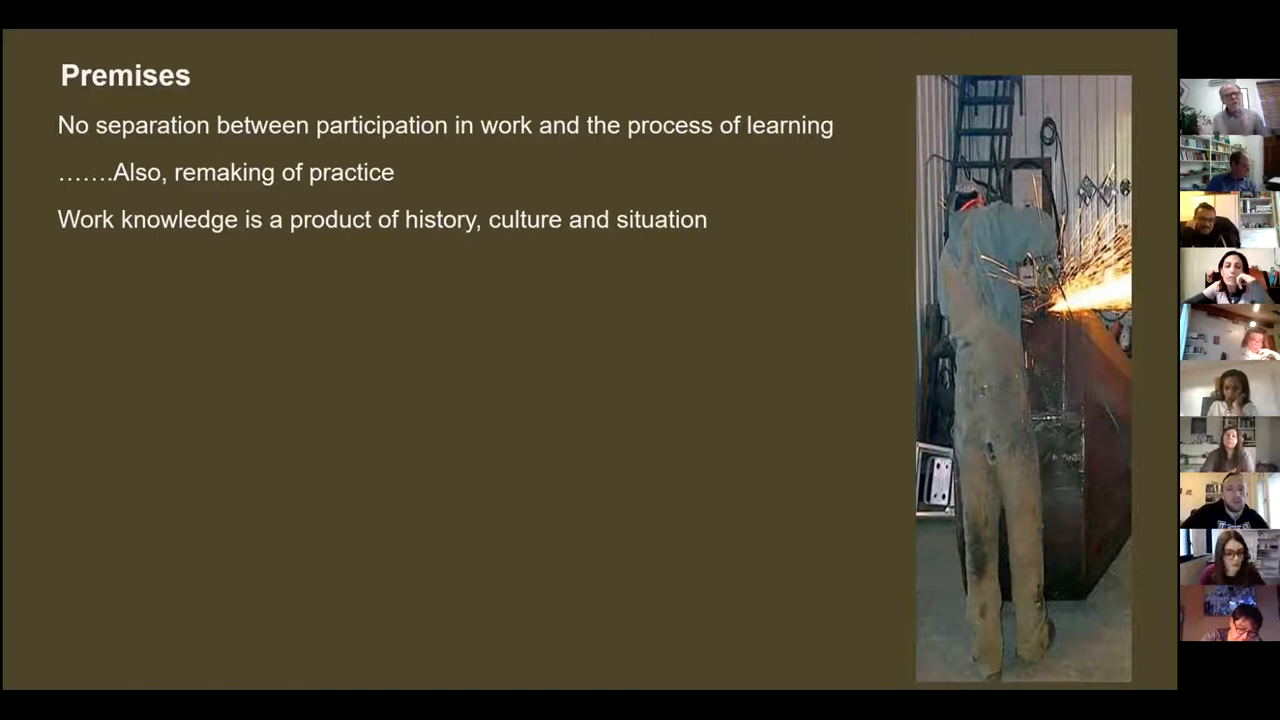 Premises
No separation between participation in work and the process of learning
…….Also, remaking of practice
Work knowledge is a product of history, culture and situation